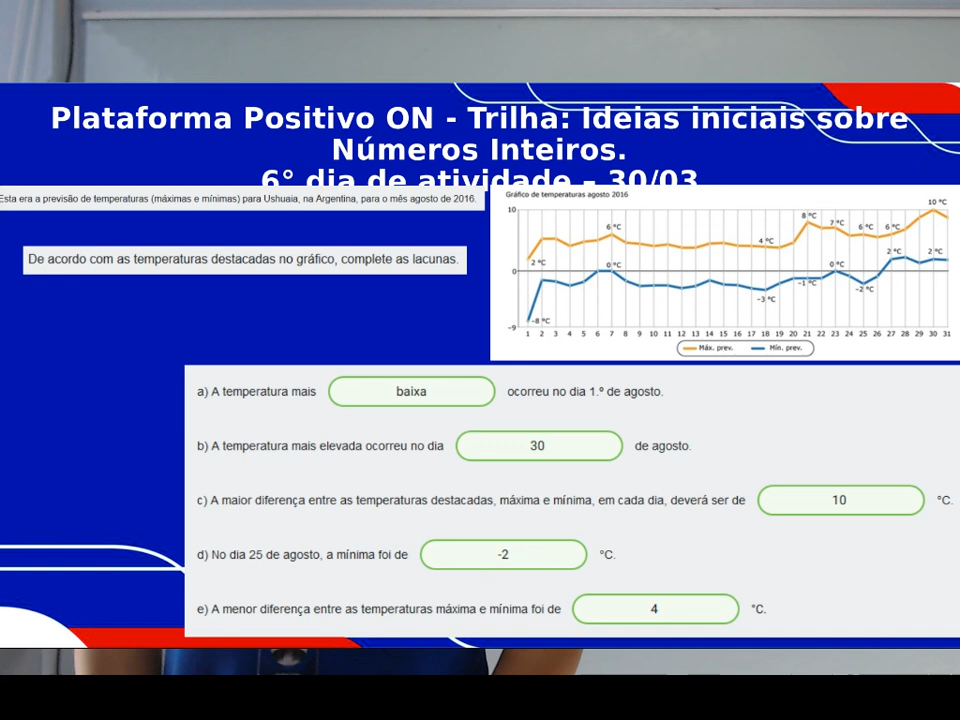 Plataforma Positivo ON - Trilha: Ideias iniciais sobre
Números Inteiros.
6° dia de atividade – 30/03
Esta era a previsão de temperaturas (máximas e mínimas) para Ushuaia, na Argentina, para o mês agosto de 2016.
De acordo com as temperaturas destacadas no gráfico, complete as lacunas.
Gráfico de temperaturas agosto 2016
10
0
-9
10 °C
8 °C
7 °C
6 °C
6 °C
6 °C
4 °C
2 °C
2 °C
2 °C
0 °C
0 °C
-1 °C
-2 °C
-3 °C
-8 °C
1 2 3 4 5 6 7 8 9 10 11 12 13 14 15 16 17 18 19 20 21 22 23 24 25 26 27 28 29 30 31
Máx. prev. Mín. prev.
a) A temperatura mais baixa ocorreu no dia 1.º de agosto.
b) A temperatura mais elevada ocorreu no dia 30 de agosto.
c) A maior diferença entre as temperaturas destacadas, máxima e mínima, em cada dia, deverá ser de 10 °C.
d) No dia 25 de agosto, a mínima foi de -2 °C.
e) A menor diferença entre as temperaturas máxima e mínima foi de 4 °C.